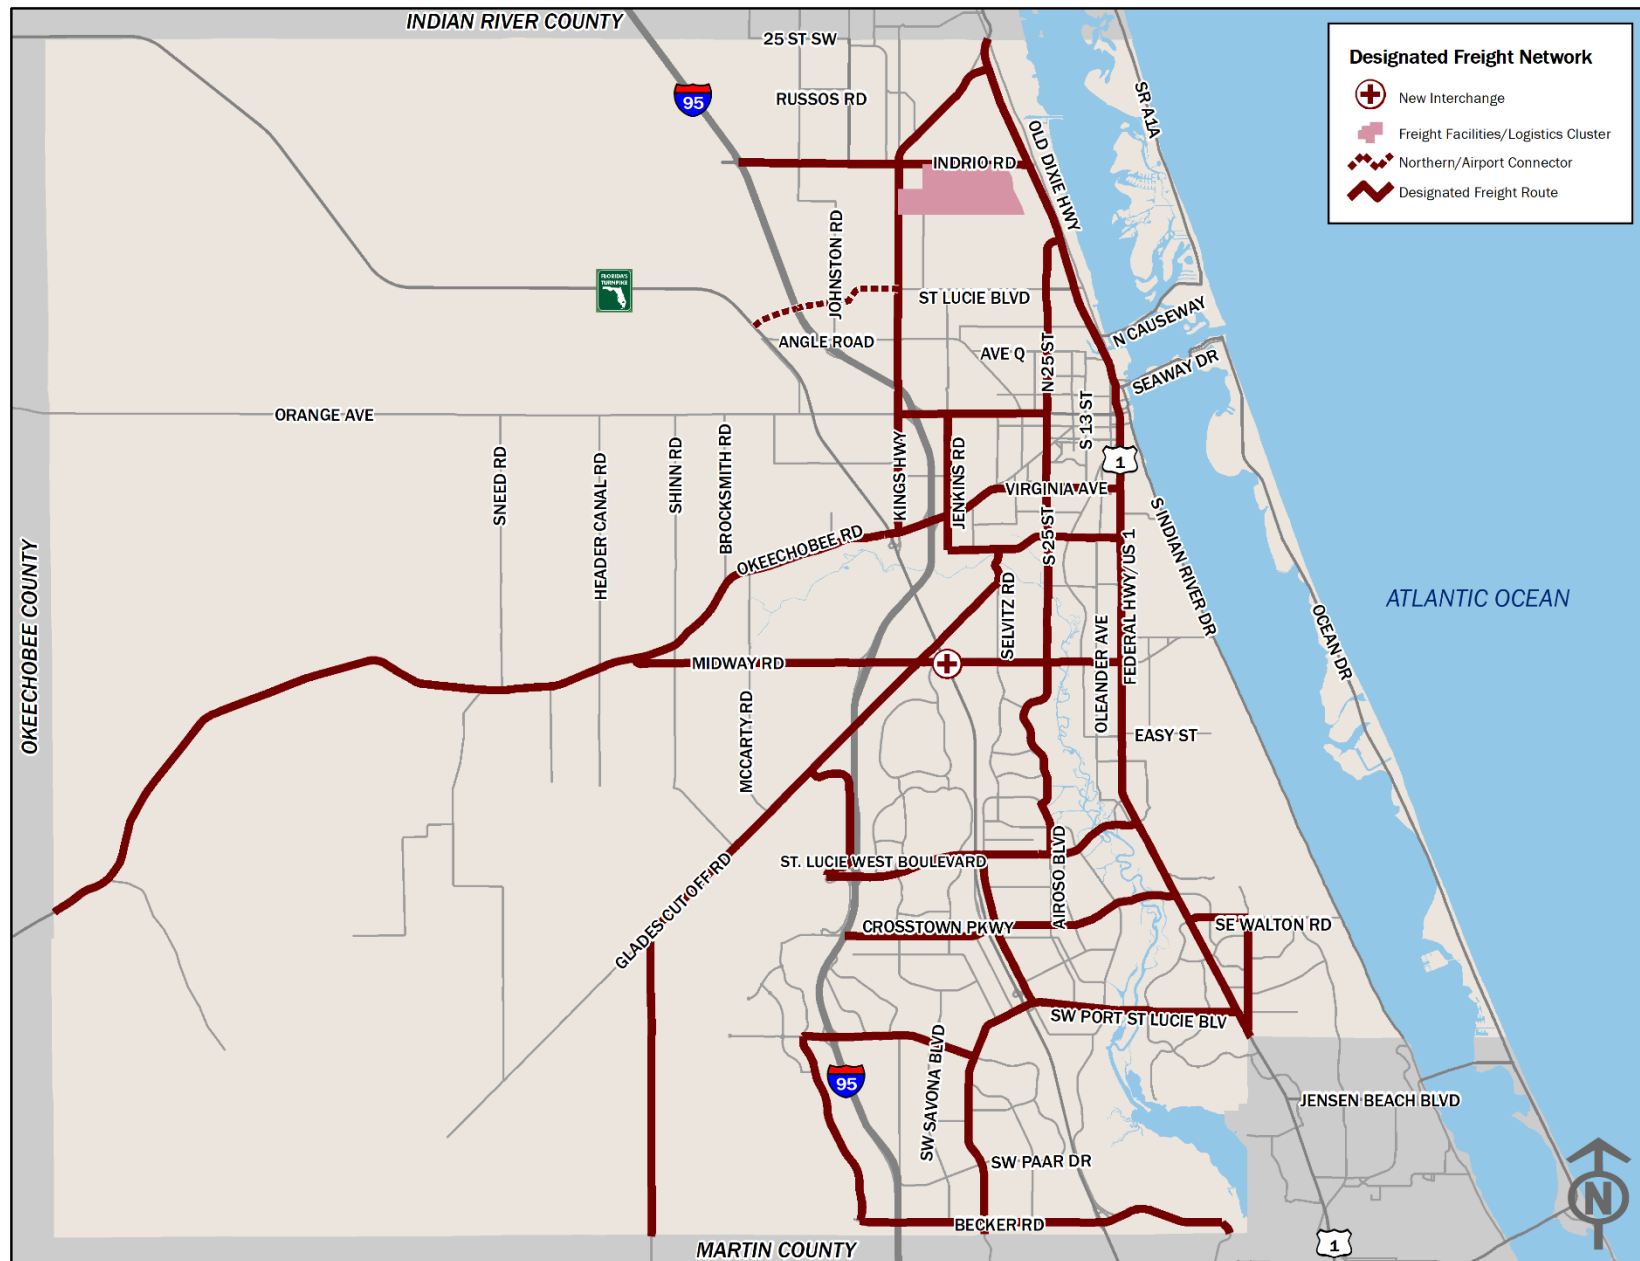 INDIAN RIVER COUNTY
25 ST SW
95
RUSSOS RD
SR A1A
Designated Freight Network
New Interchange
Freight Facilities/Logistics Cluster
Northern/Airport Connector
Designated Freight Route
OLD DIXIE HWY
INDRIO RD
JOHNSTON RD
FLORIDA'S
TURNPIKE
ST LUCIE BLVD
N CAUSEWAY
ANGLE ROAD
AVE Q
N 25 ST
SEAWAY DR
ORANGE AVE
S 13 ST
SNEED RD
HEADER CANAL RD
SHINN RD
BROCKSMITH RD
KINGS HWY
JENKINS RD
1
VIRGINIA AVE
S 25 ST
S INDIAN RIVER DR
OKEECHOBEE RD
FEDERAL HWY/US 1
OKEECHOBEE COUNTY
SELVITZ RD
ATLANTIC OCEAN
OCEAN DR
MIDWAY RD
OLEANDER AVE
MCCARTY RD
EASY ST
ST. LUCIE WEST BOULEVARD
AIROSO BLVD
GLADES CUT OFF RD
CROSSTOWN PKWY
SE WALTON RD
SW PORT ST LUCIE BLV
95
SW SAVONA BLVD
JENSEN BEACH BLVD
SW PAAR DR
N
BECKER RD
MARTIN COUNTY
1